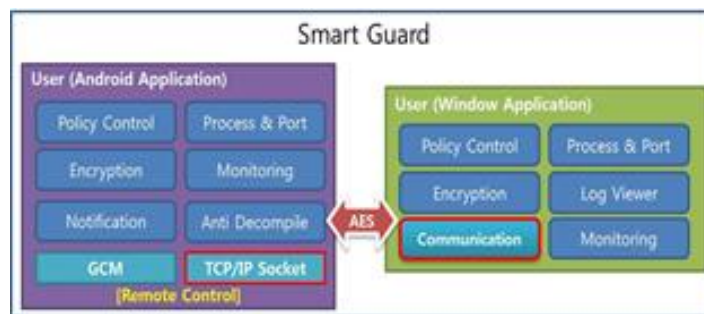 Smart Guard
User (Android Application)
Policy Control
Process & Port
Encryption
Monitoring
Notification
Anti Decompile
GCM
TCP/IP Socket
[Remote Control]
AES
User (Window Application)
Policy Control
Process & Port
Encryption
Log Viewer
Communication
Monitoring